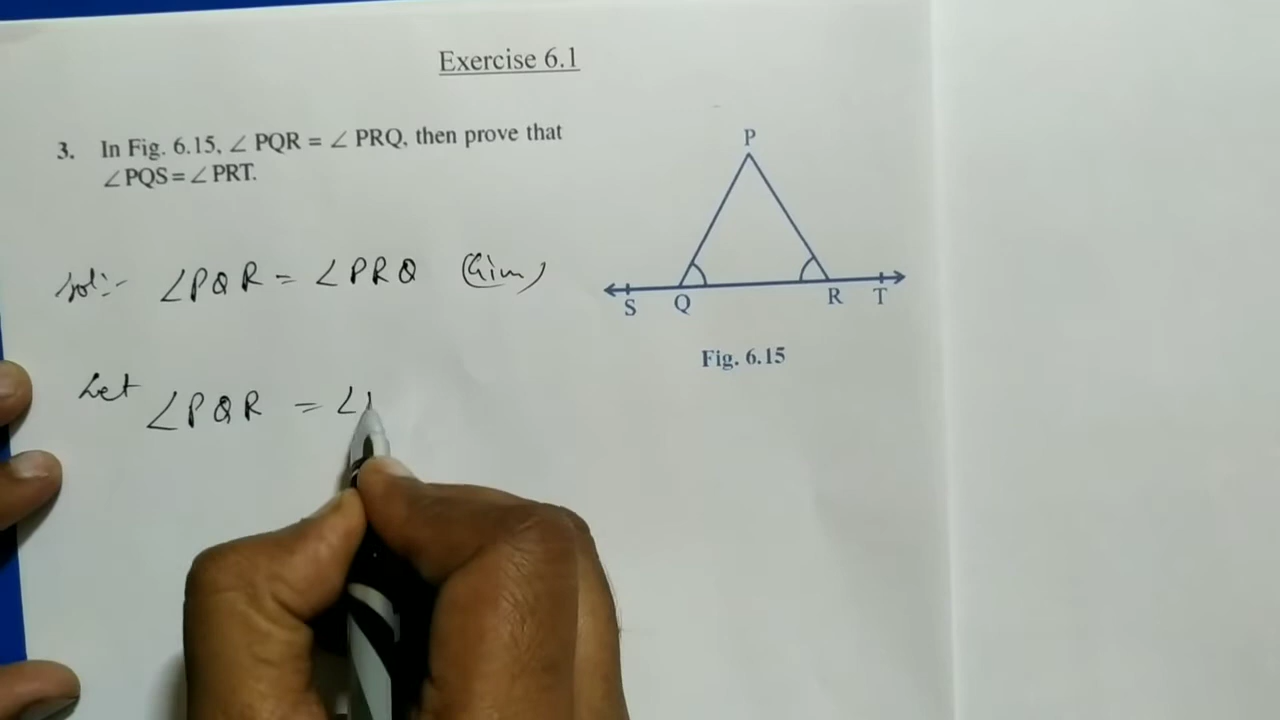 Exercise 6.1
3. In Fig. 6.15, ∠ PQR = ∠ PRQ, then prove that
∠PQS = ∠ PRT.
P
S Q R T
Fig. 6.15
Sol:- ∠PQR = ∠PRQ
Let ∠PQR = ∠